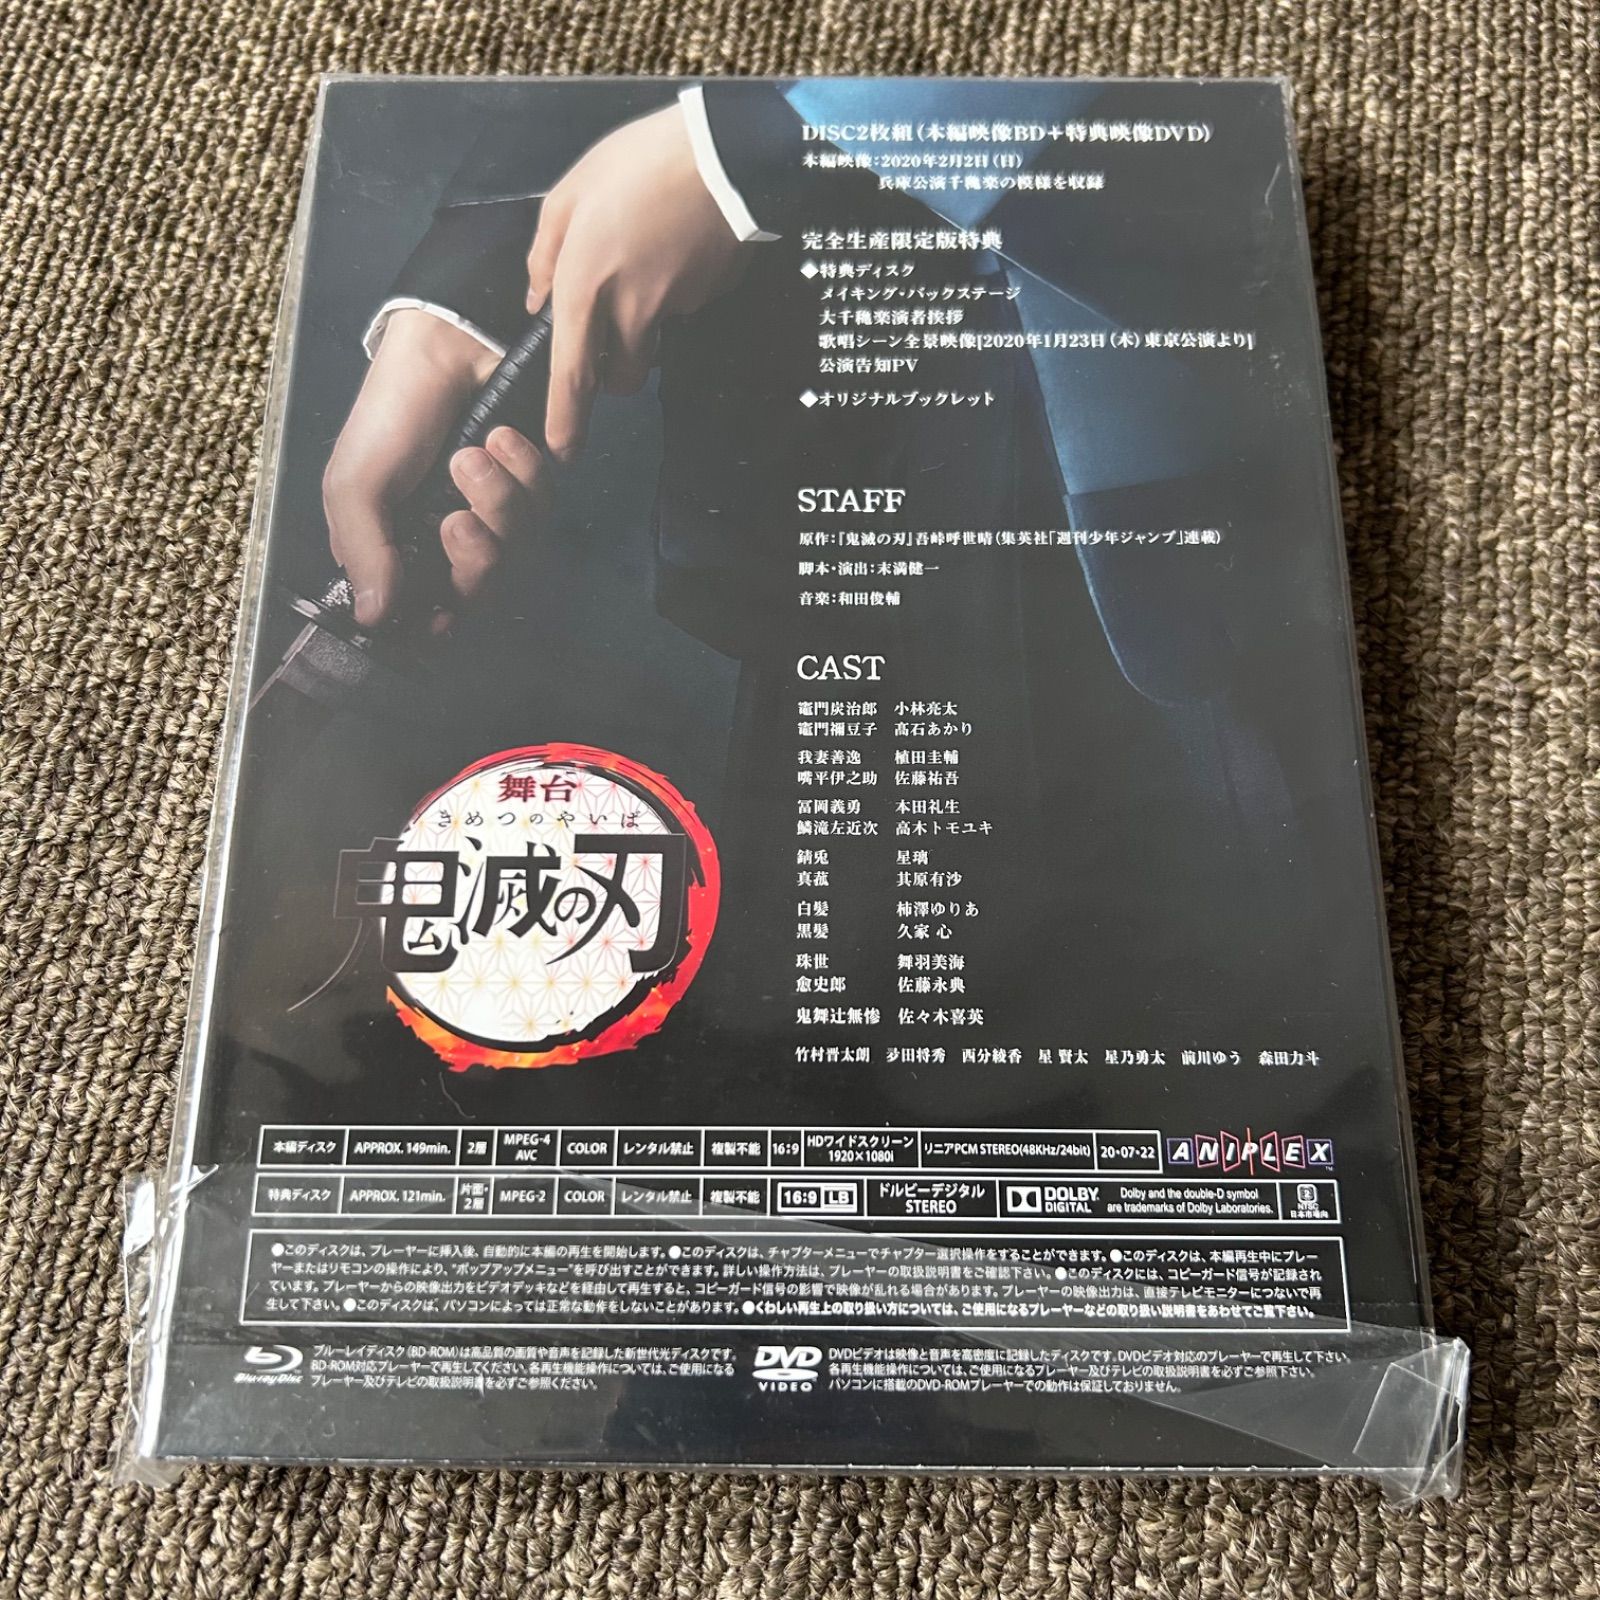 DISC2枚組(本編映像BD+特典映像DVD)
本編映像:2020年2月2日(日)
兵庫公演千穐楽の模様を収録
完全生産限定版特典
◆特典ディスク
メイキング・バックステージ
大千穐楽演者挨拶
歌唱シーン全景映像[2020年1月23日(木)東京公演より]
公演告知PV
◆オリジナルブックレット
STAFF
原作:『鬼滅の刃』吾峠呼世晴(集英社「週刊少年ジャンプ」連載)
脚本・演出:末満健一
音楽:和田俊輔
CAST
竈門炭治郎 小林亮太
竈門禰豆子 髙石あかり
我妻善逸 植田圭輔
嘴平伊之助 佐藤祐吾
冨岡義勇 本田礼生
鱗滝左近次 高木トモユキ
錆兎 星璃
真菰 其原有沙
白髪 柿澤ゆりあ
黒髪 久家 心
珠世 舞羽美海
愈史郎 佐藤永典
鬼舞辻無惨 佐々木喜英
竹村晋太朗 夛田将秀 西分綾香 星 賢太 星乃勇太 前川ゆう 森田力斗
舞台
きめつのやいば
鬼滅の刃
本編ディスク APPROX. 149min. 2層 MPEG-4 AVC COLOR レンタル禁止 複製不能 16:9 HDワイドスクリーン 1920×1080i リニアPCM STEREO(48KHz/24bit) 20・07・22 ANIPLEX
特典ディスク APPROX. 121min. 片面・2層 MPEG-2 COLOR レンタル禁止 複製不能 16:9 LB ドルビーデジタル STEREO DOLBY DIGITAL Dolby and the double-D symbol are trademarks of Dolby Laboratories. 2 NTSC 日本市場向
●このディスクは、プレーヤーに挿入後、自動的に本編の再生を開始します。●このディスクは、チャプターメニューでチャプター選択操作をすることができます。●このディスクは、本編再生中にプレー
ヤーまたはリモコンの操作により、“ポップアップメニュー”を呼び出すことができます。詳しい操作方法は、プレーヤーの取扱説明書をご確認下さい。●このディスクには、コピーガード信号が記録され
ています。プレーヤーからの映像出力をビデオデッキなどを経由して再生すると、コピーガード信号の影響で映像が乱れる場合があります。プレーヤーの映像出力は、直接テレビモニターにつないで再
生して下さい。●このディスクは、パソコンによっては正常な動作をしないことがあります。●くわしい再生上の取り扱い方については、ご使用になるプレーヤーなどの取り扱い説明書をあわせてご覧下さい。
Blu-ray Disc
ブルーレイディスク(BD-ROM)は高品質の画質や音声を記録した新世代光ディスクです。
BD-ROM対応プレーヤーで再生してください。各再生機能操作については、ご使用になる
プレーヤー及びテレビの取扱説明書を必ずご参照ください。
DVD VIDEO
DVDビデオは映像と音声を高密度に記録したディスクです。DVDビデオ対応のプレーヤーで再生して下さい。
各再生機能操作については、ご使用になるプレーヤー及びテレビの取扱説明書を必ずご参照下さい。
パソコンに搭載のDVD-ROMプレーヤーでの動作は保証しておりません。